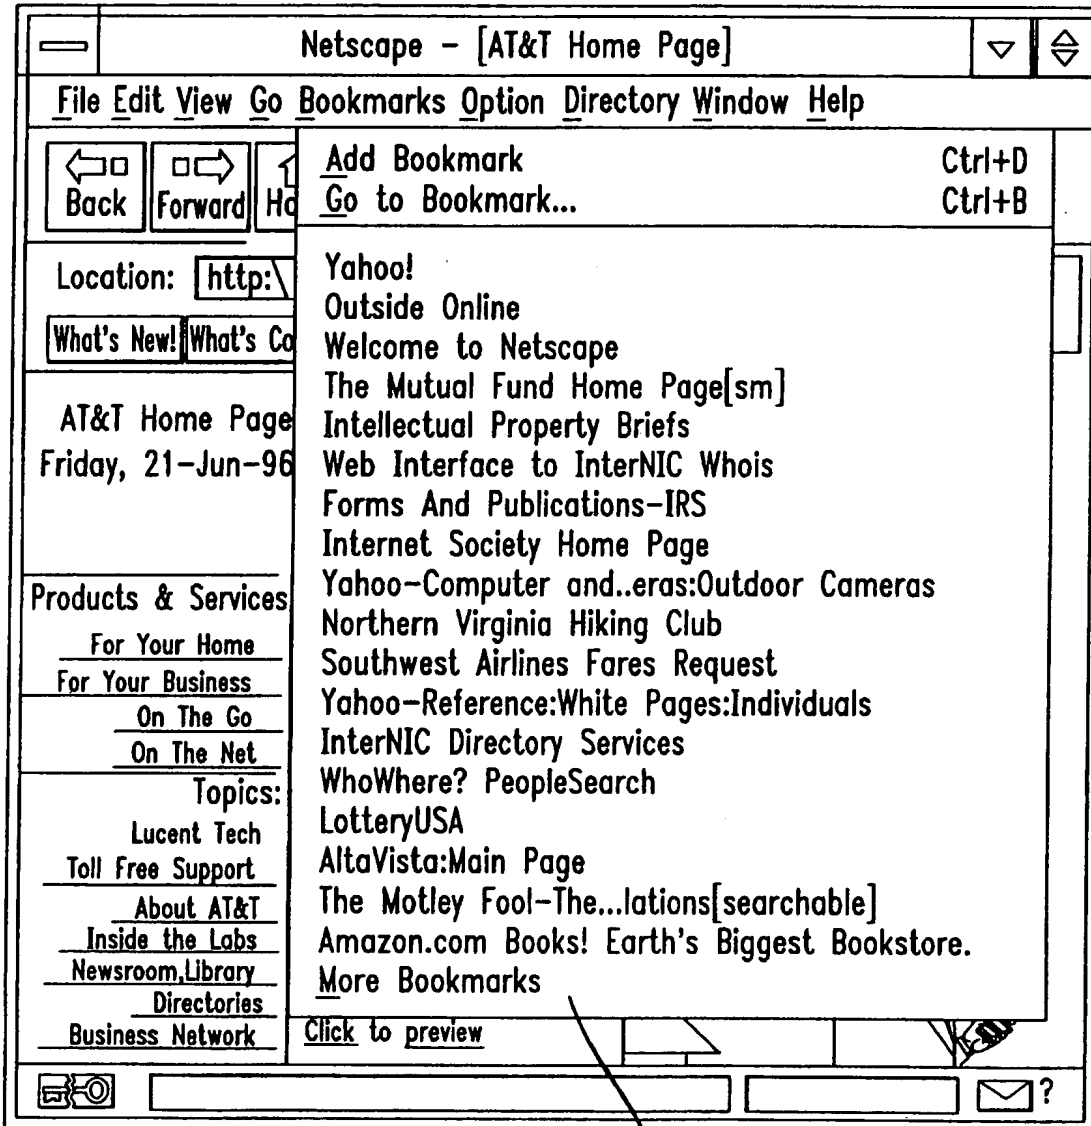 Netscape - [AT&T Home Page]
File Edit View Go Bookmarks Option Directory Window Help
Back Forward Ho
Add Bookmark Ctrl+D
Go to Bookmark... Ctrl+B
Location: http:\
What's New! What's Co
AT&T Home Page
Friday, 21-Jun-96
Products & Services
For Your Home
For Your Business
On The Go
On The Net
Topics:
Lucent Tech
Toll Free Support
About AT&T
Inside the Labs
Newsroom,Library
Directories
Business Network
Yahoo!
Outside Online
Welcome to Netscape
The Mutual Fund Home Page[sm]
Intellectual Property Briefs
Web Interface to InterNIC Whois
Forms And Publications-IRS
Internet Society Home Page
Yahoo-Computer and..eras:Outdoor Cameras
Northern Virginia Hiking Club
Southwest Airlines Fares Request
Yahoo-Reference:White Pages:Individuals
InterNIC Directory Services
WhoWhere? PeopleSearch
LotteryUSA
AltaVista:Main Page
The Motley Fool-The...lations[searchable]
Amazon.com Books! Earth's Biggest Bookstore.
More Bookmarks
Click to preview
?